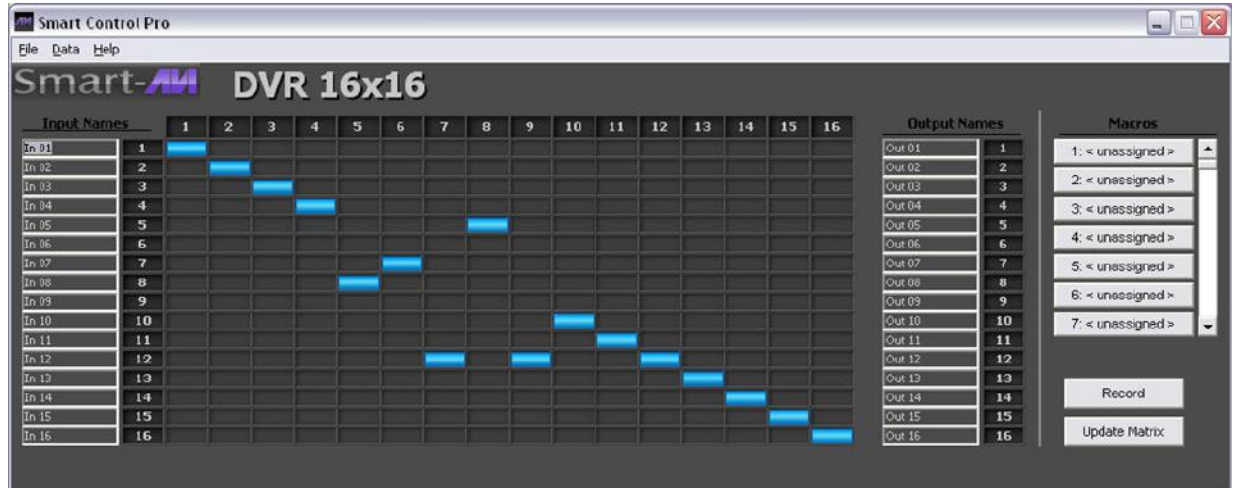 Smart Control Pro
File Data Help
Smart-AVI DVR 16x16
Input Names 1 2 3 4 5 6 7 8 9 10 11 12 13 14 15 16 Output Names Macros
In 01 1 Out 01 1 1: < unassigned >
In 02 2 Out 02 2 2: < unassigned >
In 03 3 Out 03 3 3: < unassigned >
In 04 4 Out 04 4 4: < unassigned >
In 05 5 Out 05 5 5: < unassigned >
In 06 6 Out 06 6 6: < unassigned >
In 07 7 Out 07 7 7: < unassigned >
In 08 8 Out 08 8
In 09 9 Out 09 9
In 10 10 Out 10 10
In 11 11 Out 11 11
In 12 12 Out 12 12
In 13 13 Out 13 13
In 14 14 Out 14 14 Record
In 15 15 Out 15 15
In 16 16 Out 16 16 Update Matrix